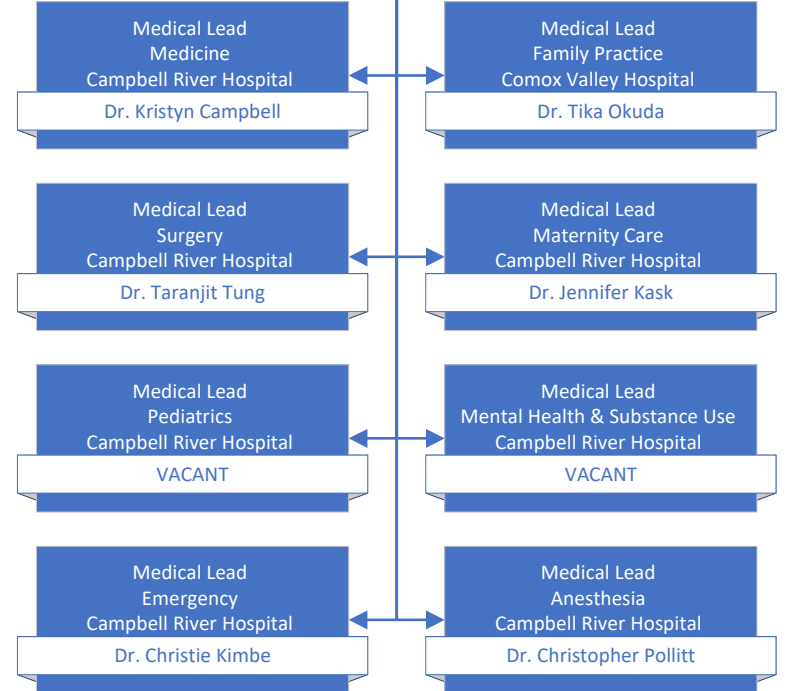 Medical Lead
Medicine
Campbell River Hospital
Dr. Kristyn Campbell
Medical Lead
Family Practice
Comox Valley Hospital
Dr. Tika Okuda
Medical Lead
Surgery
Campbell River Hospital
Dr. Taranjit Tung
Medical Lead
Maternity Care
Campbell River Hospital
Dr. Jennifer Kask
Medical Lead
Pediatrics
Campbell River Hospital
VACANT
Medical Lead
Mental Health & Substance Use
Campbell River Hospital
VACANT
Medical Lead
Emergency
Campbell River Hospital
Dr. Christie Kimbe
Medical Lead
Anesthesia
Campbell River Hospital
Dr. Christopher Pollitt